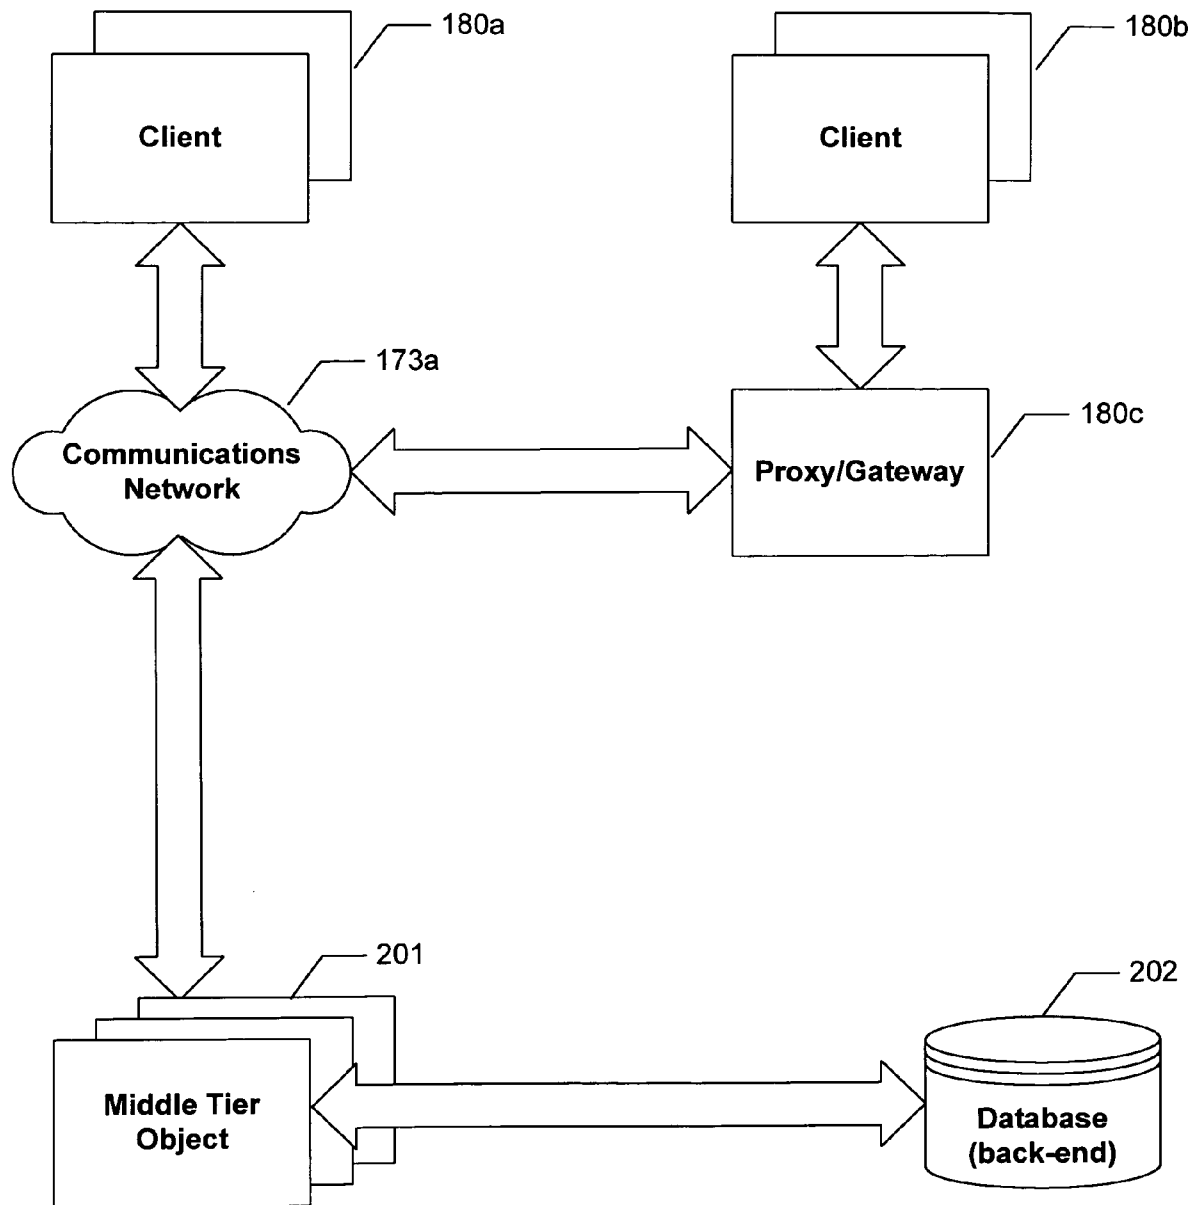 180a
180b
Client
Client
173a
180c
Communications
Network
Proxy/Gateway
201
202
Middle Tier
Object
Database
(back-end)